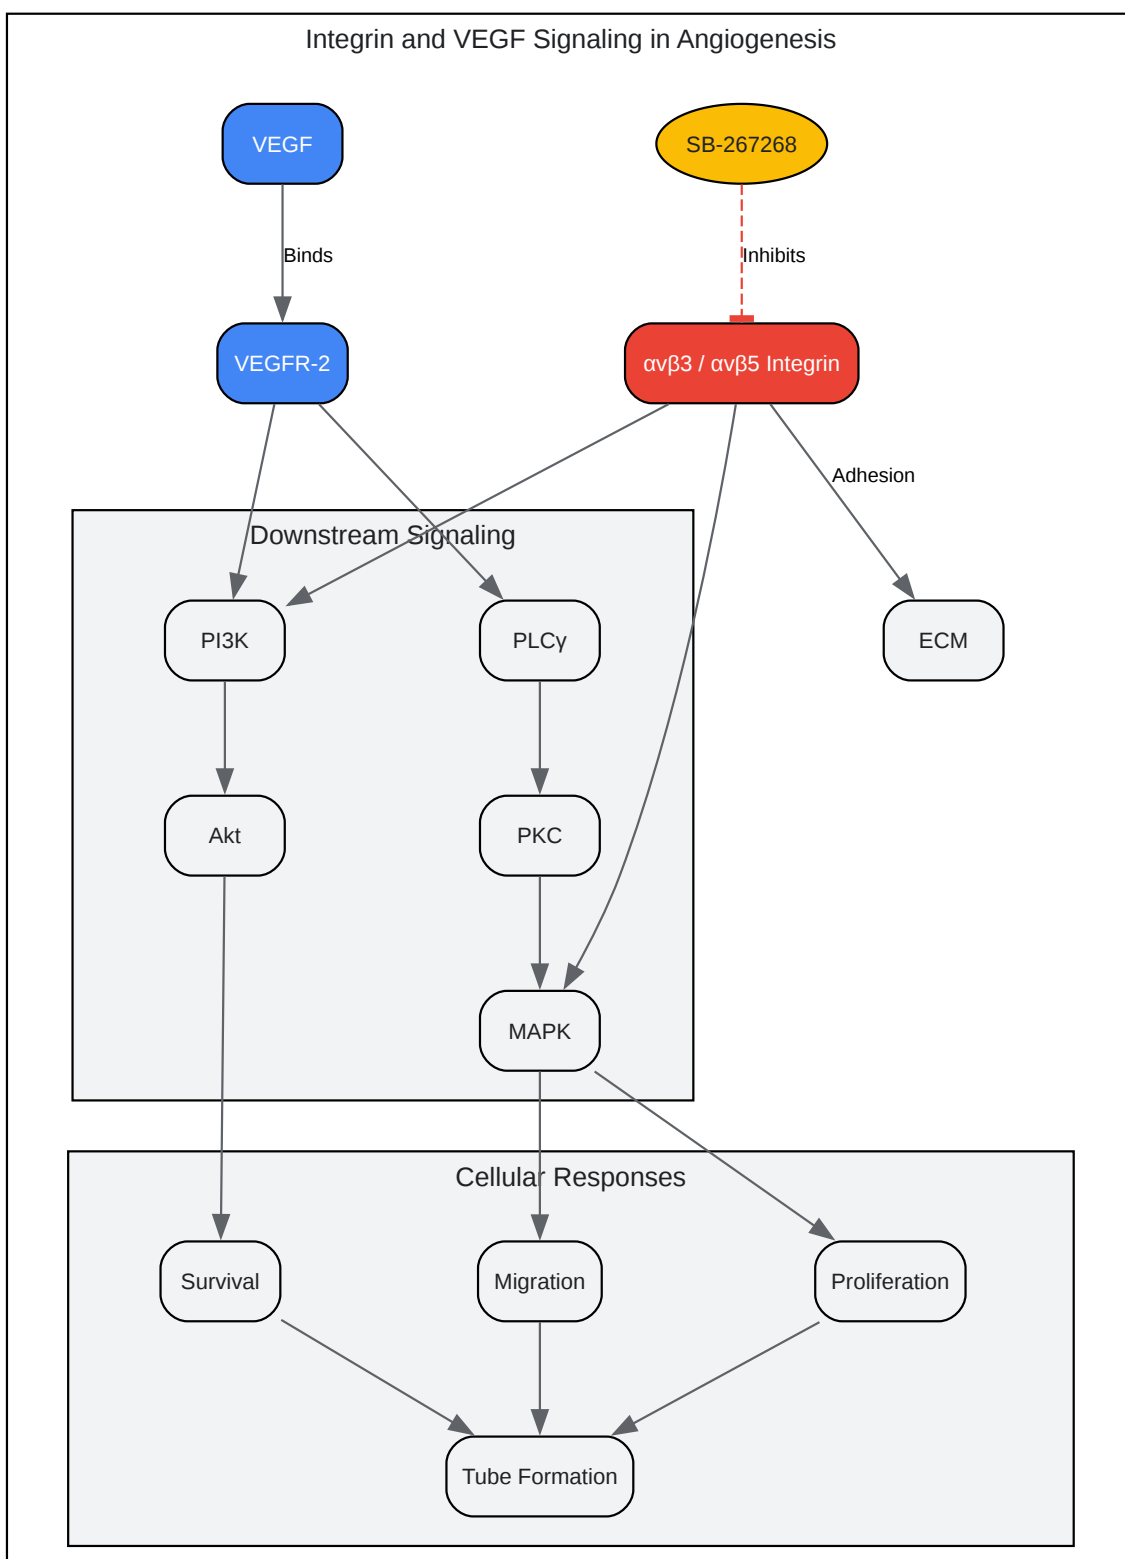 Integrin and VEGF Signaling in Angiogenesis
VEGF
SB-267268
Binds
Inhibits
VEGFR-2
αvβ3 / αvβ5 Integrin
Adhesion
Downstream Signaling
PI3K
PLCγ
ECM
Akt
PKC
MAPK
Cellular Responses
Survival
Migration
Proliferation
Tube Formation